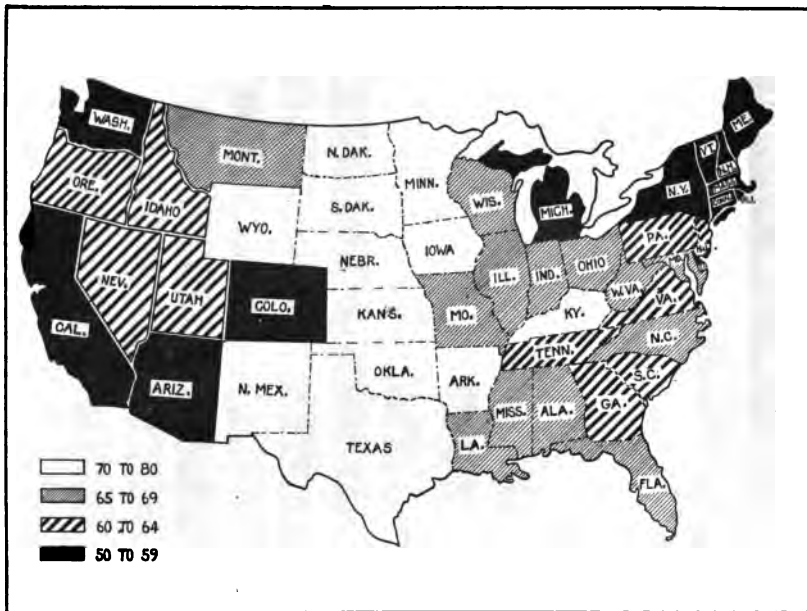 WASH.
ME.
MONT.
N. DAK.
VT.
ORE.
MINN.
N.H.
IDAHO
MASS.
S. DAK.
WIS.
N.Y.
CONN.
R.I.
WYO.
MICH.
IOWA
PA.
NEBR.
N.J.
NEV.
OHIO
UTAH
ILL.
IND.
MD.
COLO.
W. VA.
VA.
KANS.
MO.
CAL.
KY.
N.C.
TENN.
ARIZ.
N. MEX.
OKLA.
ARK.
S.C.
MISS.
ALA.
GA.
TEXAS
LA.
FLA.
70 TO 80
65 TO 69
60 TO 64
50 TO 59